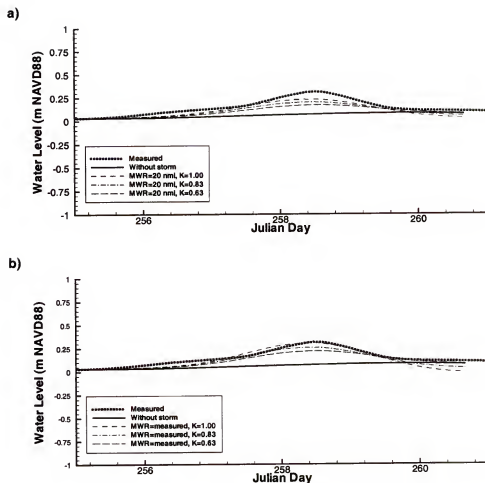 a)
1
0.75
0.5
0.25
0
-0.25
-0.5
-0.75
-1
Water Level (m NAVD88)
Measured
Without storm
MWR=20 nmi, K=1.00
MWR=20 nmi, K=0.83
MWR=20 nmi, K=0.63
256
258
260
Julian Day
b)
1
0.75
0.5
0.25
0
-0.25
-0.5
-0.75
-1
Water Level (m NAVD88)
Measured
Without storm
MWR=measured, K=1.00
MWR=measured, K=0.83
MWR=measured, K=0.63
256
258
260
Julian Day